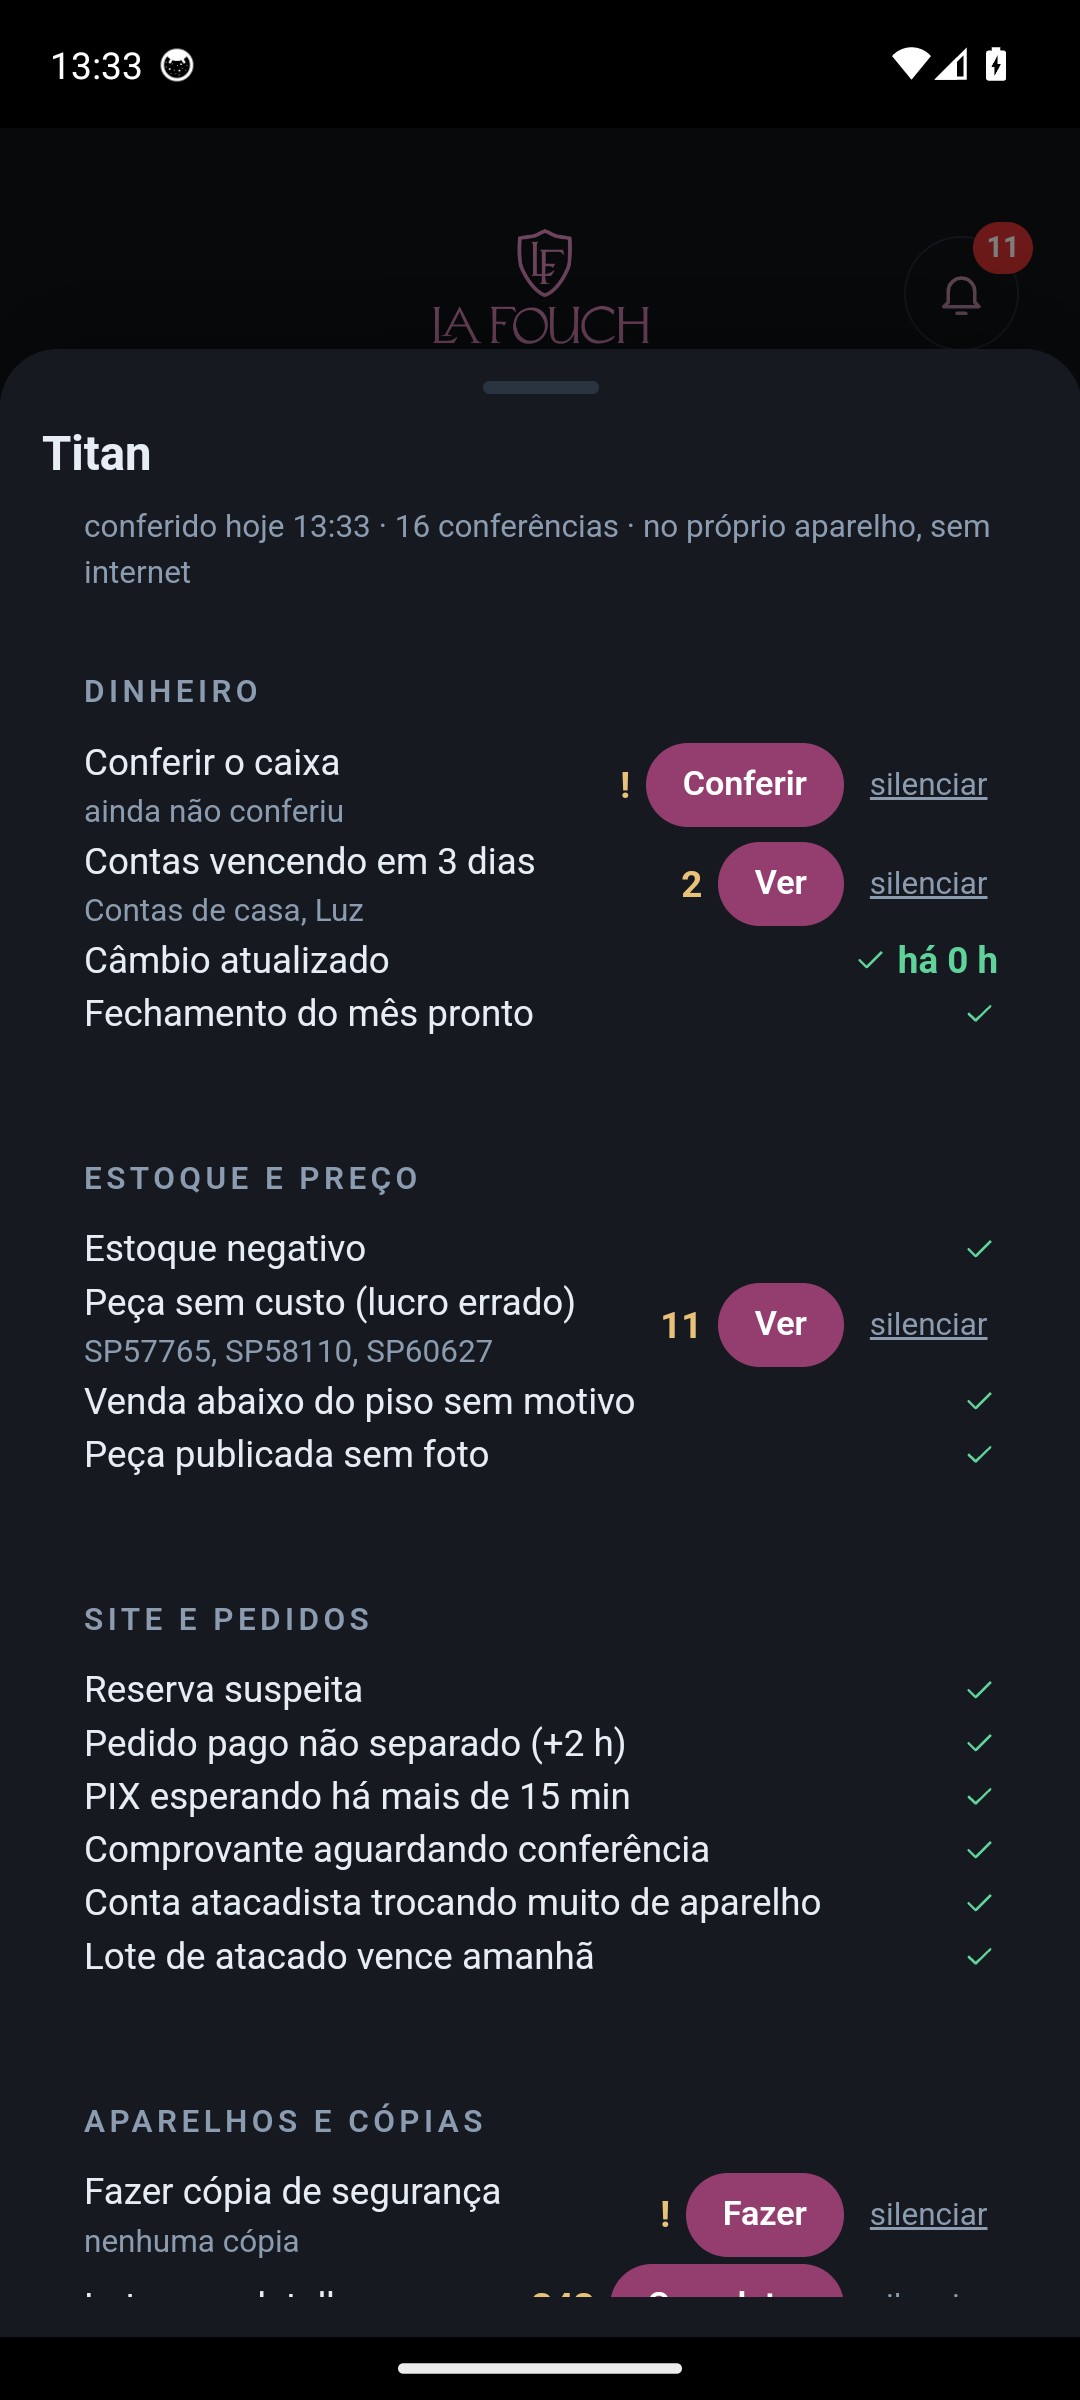 13:33
11
LF
LA FOUCH
Titan
conferido hoje 13:33 · 16 conferências · no próprio aparelho, sem
internet
DINHEIRO
Conferir o caixa
ainda não conferiu
! Conferir silenciar
Contas vencendo em 3 dias
Contas de casa, Luz
2 Ver silenciar
Câmbio atualizado
há 0 h
Fechamento do mês pronto
ESTOQUE E PREÇO
Estoque negativo
Peça sem custo (lucro errado)
SP57765, SP58110, SP60627
11 Ver silenciar
Venda abaixo do piso sem motivo
Peça publicada sem foto
SITE E PEDIDOS
Reserva suspeita
Pedido pago não separado (+2 h)
PIX esperando há mais de 15 min
Comprovante aguardando conferência
Conta atacadista trocando muito de aparelho
Lote de atacado vence amanhã
APARELHOS E CÓPIAS
Fazer cópia de segurança
nenhuma cópia
! Fazer silenciar